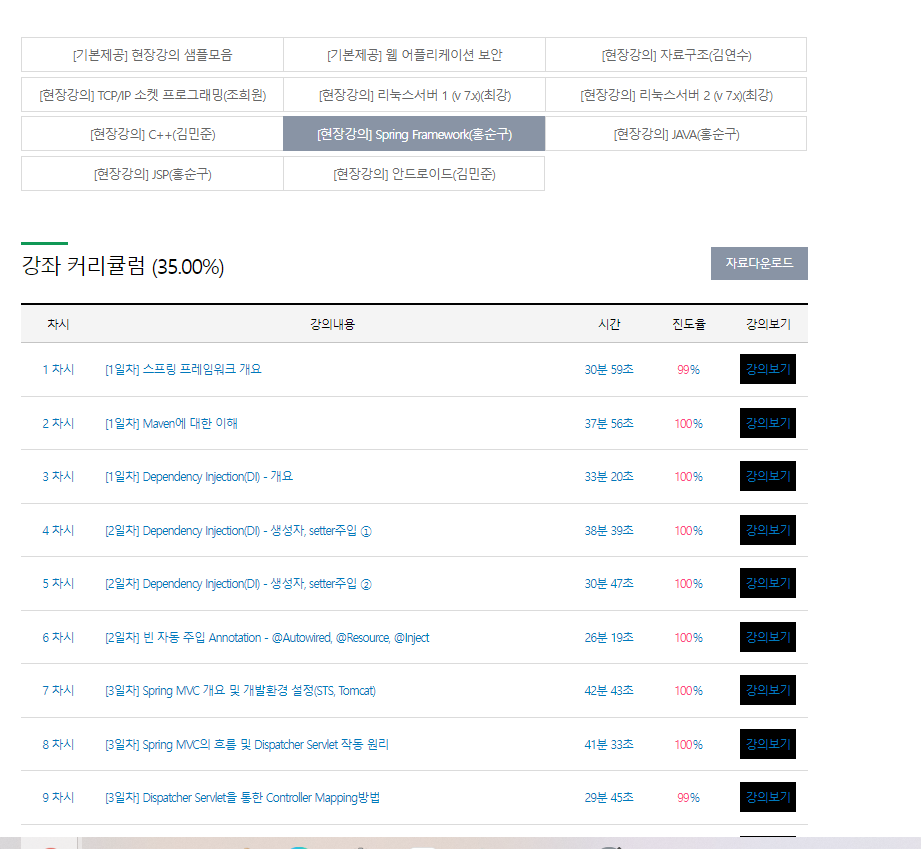 [기본제공] 현장강의 샘플모음 [기본제공] 웹 어플리케이션 보안 [현장강의] 자료구조(김연수)
[현장강의] TCP/IP 소켓 프로그래밍(조희원) [현장강의] 리눅스서버 1 (v 7.x)(최강) [현장강의] 리눅스서버 2 (v 7.x)(최강)
[현장강의] C++(김민준) [현장강의] Spring Framework(홍순구) [현장강의] JAVA(홍순구)
[현장강의] JSP(홍순구) [현장강의] 안드로이드(김민준)
강좌 커리큘럼 (35.00%) 자료다운로드
차시 강의내용 시간 진도율 강의보기
1 차시 [1일차] 스프링 프레임워크 개요 30분 59초 99% 강의보기
2 차시 [1일차] Maven에 대한 이해 37분 56초 100% 강의보기
3 차시 [1일차] Dependency Injection(DI) - 개요 33분 20초 100% 강의보기
4 차시 [2일차] Dependency Injection(DI) - 생성자, setter주입 ① 38분 39초 100% 강의보기
5 차시 [2일차] Dependency Injection(DI) - 생성자, setter주입 ② 30분 47초 100% 강의보기
6 차시 [2일차] 빈 자동 주입 Annotation - @Autowired, @Resource, @Inject 26분 19초 100% 강의보기
7 차시 [3일차] Spring MVC 개요 및 개발환경 설정(STS, Tomcat) 42분 43초 100% 강의보기
8 차시 [3일차] Spring MVC의 흐름 및 Dispatcher Servlet 작동 원리 41분 33초 100% 강의보기
9 차시 [3일차] Dispatcher Servlet을 통한 Controller Mapping방법 29분 45초 99% 강의보기